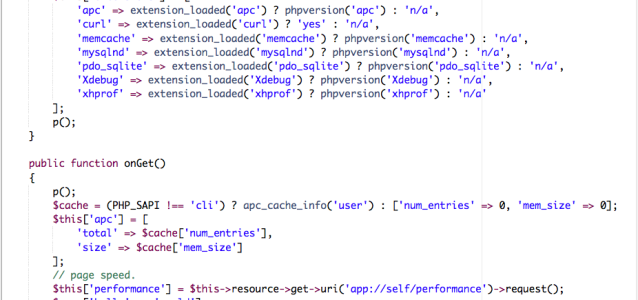 'apc' => extension_loaded('apc') ? phpversion('apc') : 'n/a',
'curl' => extension_loaded('curl') ? 'yes' : 'n/a',
'memcache' => extension_loaded('memcache') ? phpversion('memcache') : 'n/a',
'mysqlnd' => extension_loaded('mysqlnd') ? phpversion('mysqlnd') : 'n/a',
'pdo_sqlite' => extension_loaded('pdo_sqlite') ? phpversion('pdo_sqlite') : 'n/a',
'Xdebug' => extension_loaded('Xdebug') ? phpversion('Xdebug') : 'n/a',
'xhprof' => extension_loaded('xhprof') ? phpversion('xhprof') : 'n/a'
];
p();
}
public function onGet()
{
p();
$cache = (PHP_SAPI !== 'cli') ? apc_cache_info('user') : ['num_entries' => 0, 'mem_size' => 0];
$this['apc'] = [
'total' => $cache['num_entries'],
'size' => $cache['mem_size']
];
// page speed.
$this['performance'] = $this->resource->get->uri('app://self/performance')->request();